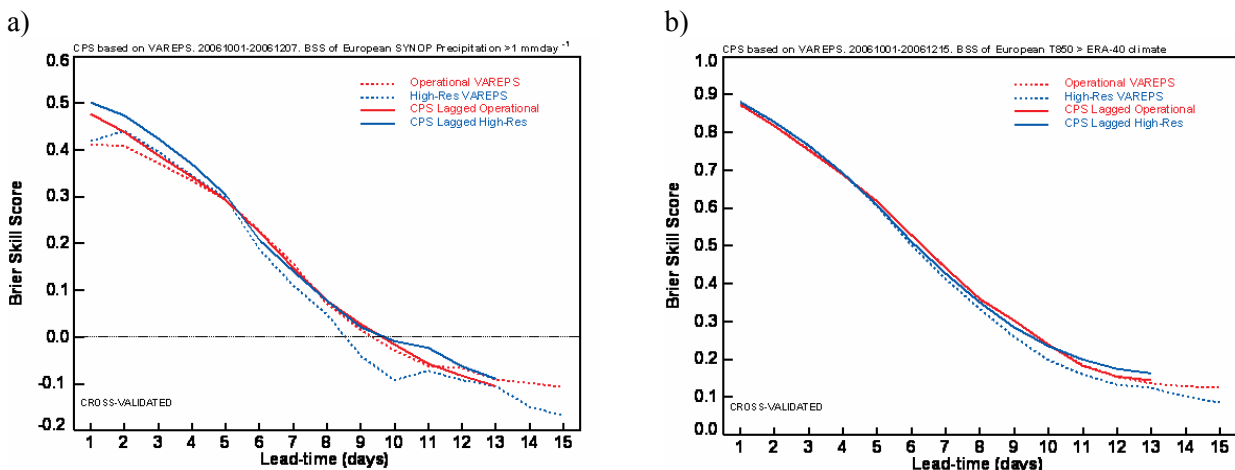 a)
CPS based on VAREPS. 20061001-20061207. BSS of European SYNOP Precipitation >1 mmday -1
0.6
0.5
0.4
0.3
0.2
0.1
0.0
-0.1
-0.2
Brier Skill Score
Operational VAREPS
High-Res VAREPS
CPS Lagged Operational
CPS Lagged High-Res
CROSS-VALIDATED
1 2 3 4 5 6 7 8 9 10 11 12 13 14 15
Lead-time (days)
b)
CPS based on VAREPS. 20061001-20061215. BSS of European T850 > ERA-40 climate
1.0
0.9
0.8
0.7
0.6
0.5
0.4
0.3
0.2
0.1
0.0
Brier Skill Score
Operational VAREPS
High-Res VAREPS
CPS Lagged Operational
CPS Lagged High-Res
CROSS-VALIDATED
1 2 3 4 5 6 7 8 9 10 11 12 13 14 15
Lead-time (days)